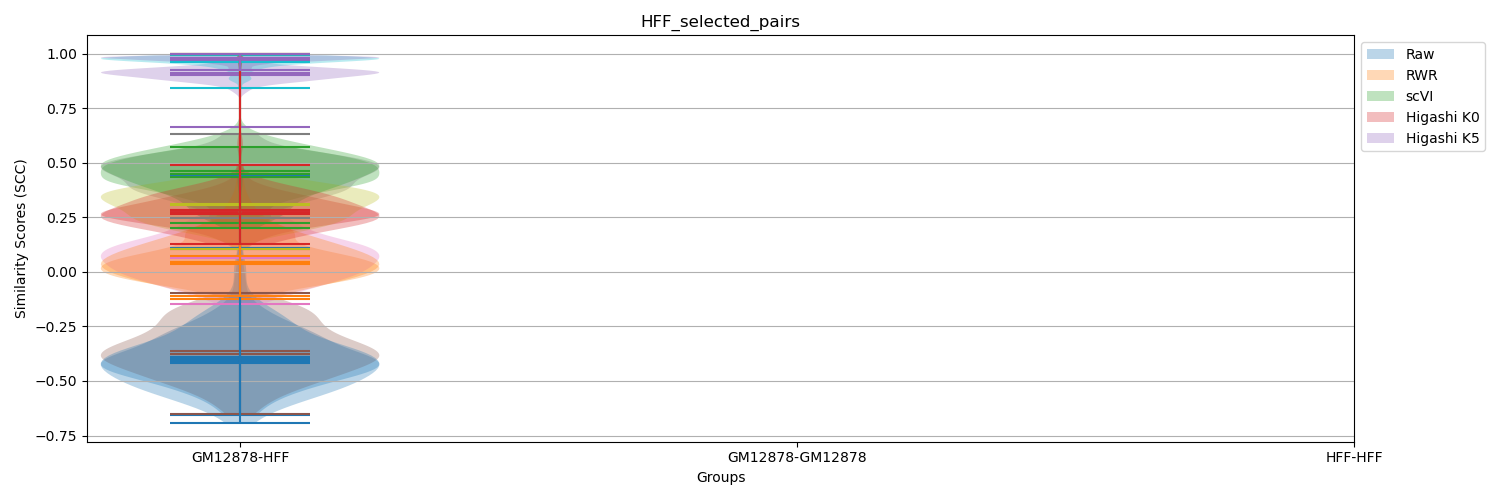 HFF_selected_pairs
Similarity Scores (SCC)
1.00
0.75
0.50
0.25
0.00
−0.25
−0.50
−0.75
GM12878-HFF
GM12878-GM12878
HFF-HFF
Groups
Raw
RWR
scVI
Higashi K0
Higashi K5